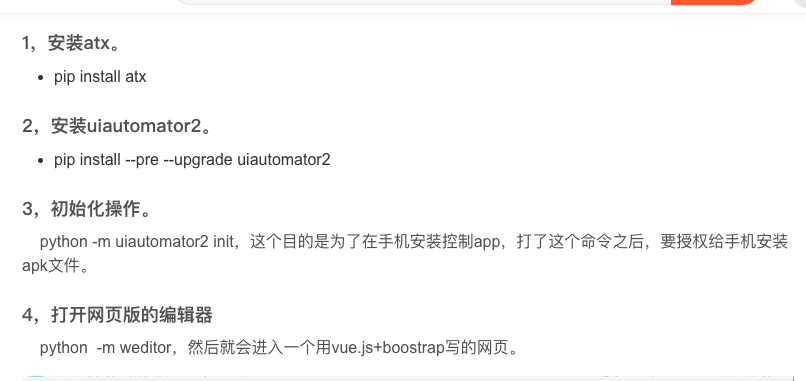 1，安装atx。
pip install atx
2，安装uiautomator2。
pip install --pre --upgrade uiautomator2
3，初始化操作。
python -m uiautomator2 init，这个目的是为了在手机安装控制app，打了这个命令之后，要授权给手机安装
apk文件。
4，打开网页版的编辑器
python  -m weditor，然后就会进入一个用vue.js+boostrap写的网页。